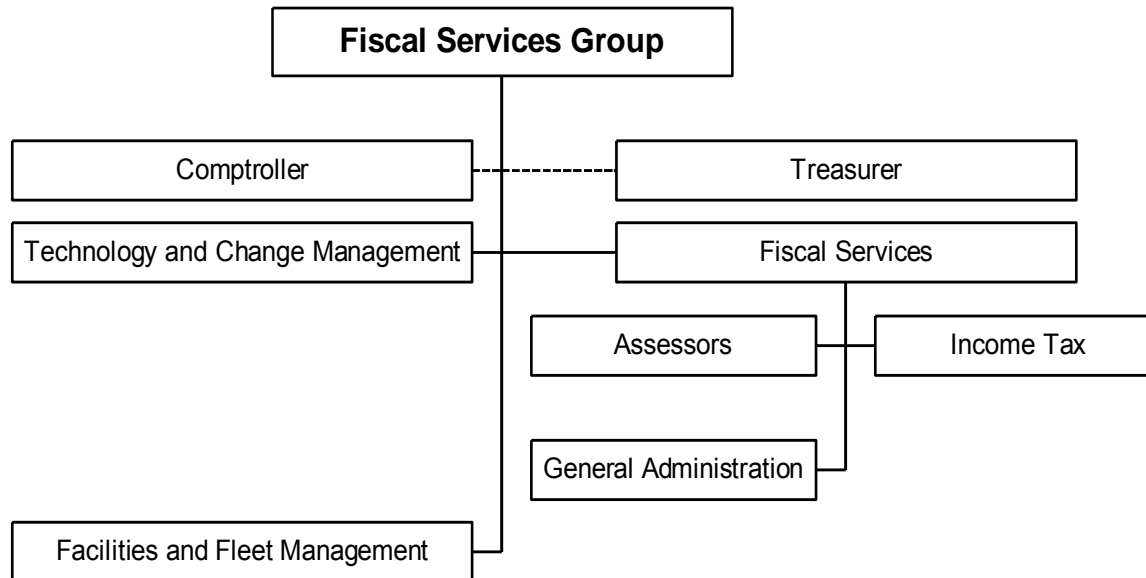 Fiscal Services Group
Comptroller
Treasurer
Technology and Change Management
Fiscal Services
Assessors
Income Tax
General Administration
Facilities and Fleet Management